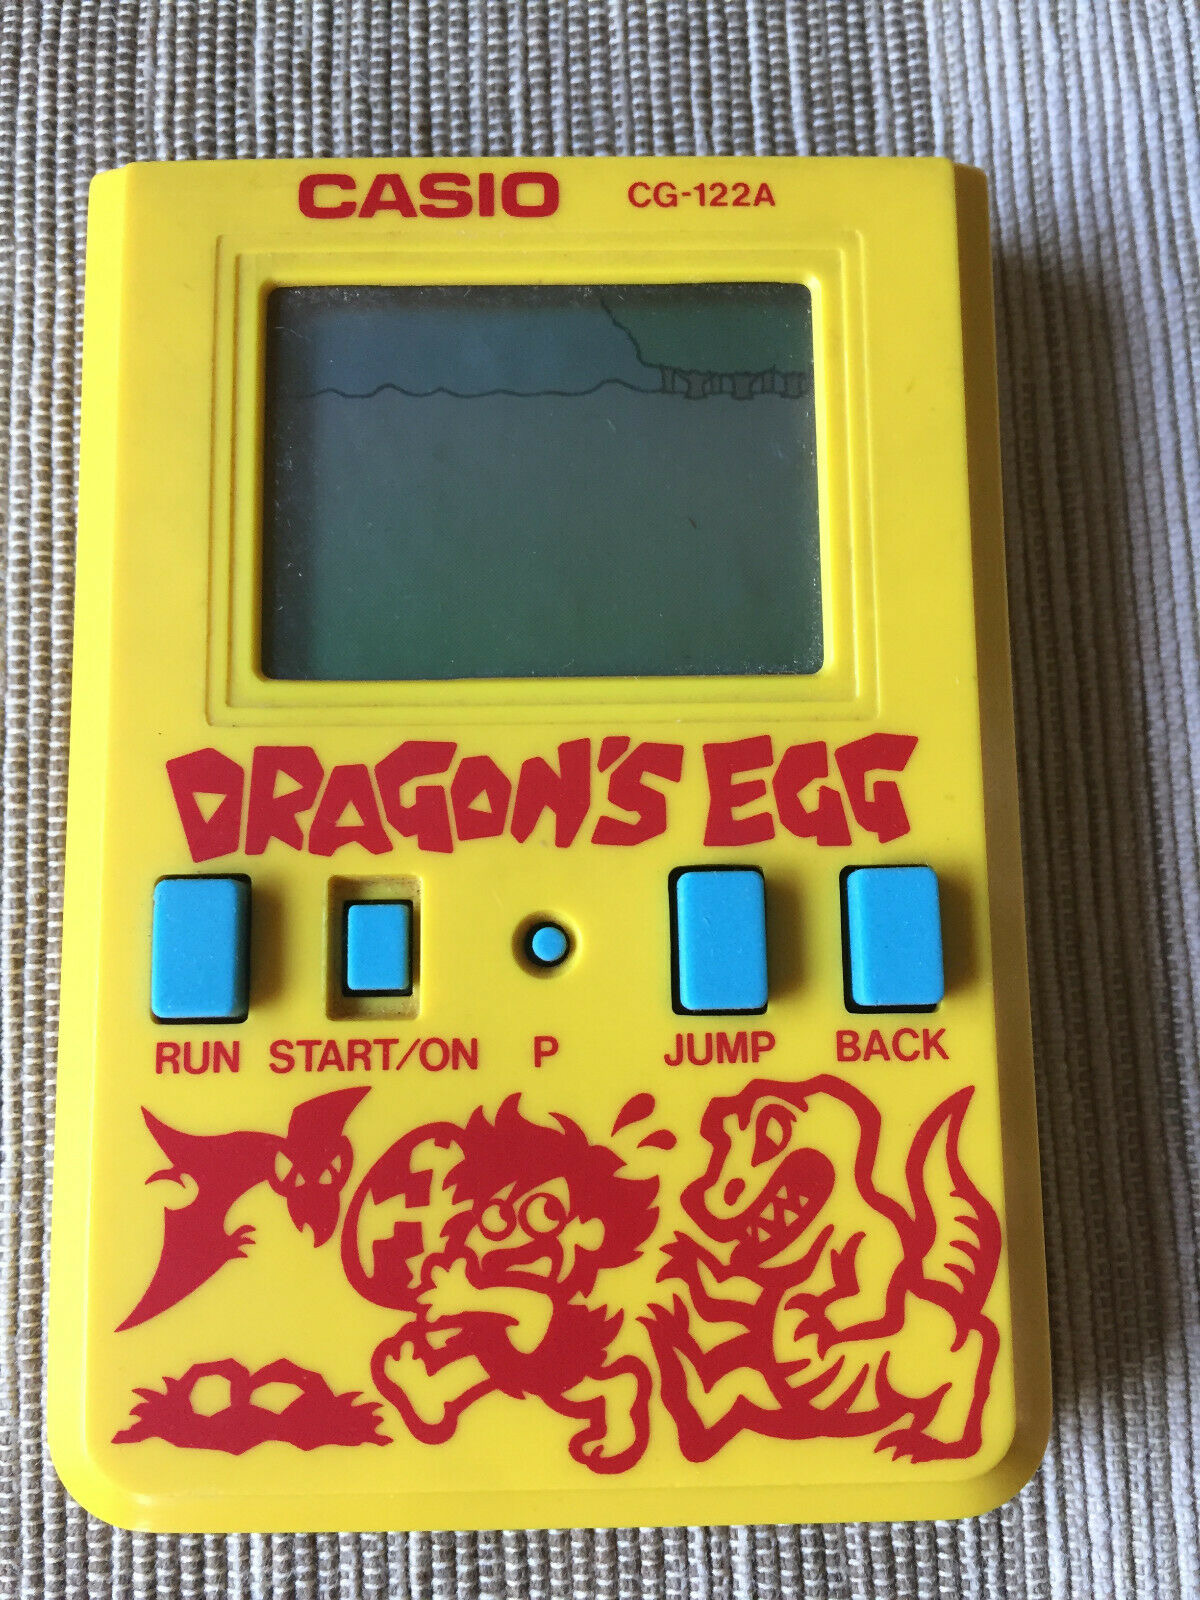 CASIO CG-122A
DRAGON'S EGG
RUN START/ON P JUMP BACK